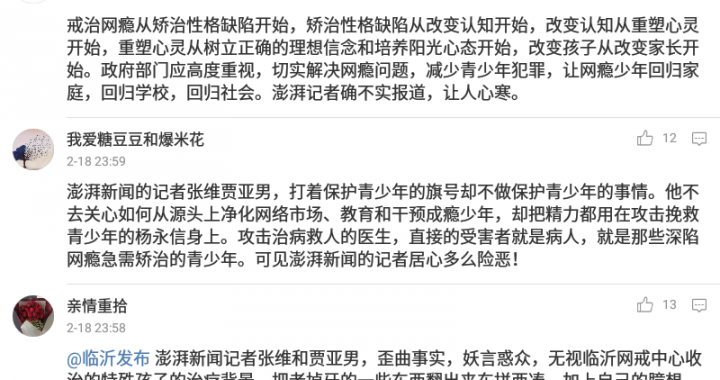 戒治网瘾从矫治性格缺陷开始，矫治性格缺陷从改变认知开始，改变认知从重塑心灵
开始，重塑心灵从树立正确的理想信念和培养阳光心态开始，改变孩子从改变家长开
始。政府部门应高度重视，切实解决网瘾问题，减少青少年犯罪，让网瘾少年回归家
庭，回归学校，回归社会。澎湃记者确不实报道，让人心寒。
我爱糖豆豆和爆米花
12
2-18 23:59
澎湃新闻的记者张维贾亚男，打着保护青少年的旗号却不做保护青少年的事情。他不
去关心如何从源头上净化网络市场、教育和干预成瘾少年，却把精力都用在攻击挽救
青少年的杨永信身上。攻击治病救人的医生，直接的受害者就是病人，就是那些深陷
网瘾急需矫治的青少年。可见澎湃新闻的记者居心多么险恶！
亲情重拾
13
2-18 23:58
@临沂发布 澎湃新闻记者张维和贾亚男，歪曲事实，妖言惑众，无视临沂网戒中心收
治的特殊孩子的治疗背景，把老掉牙的一些东西翻出来东拼西凑，加上自己的臆想